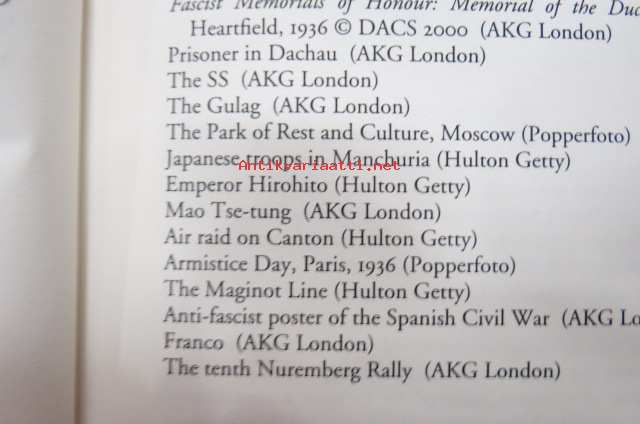 Fascist Memorials of Honour: Memorial of the Duc
Heartfield, 1936 © DACS 2000 (AKG London)
Prisoner in Dachau (AKG London)
The SS (AKG London)
The Gulag (AKG London)
The Park of Rest and Culture, Moscow (Popperfoto)
Japanese troops in Manchuria (Hulton Getty)
Antikvariaatti.net
Emperor Hirohito (Hulton Getty)
Mao Tse-tung (AKG London)
Air raid on Canton (Hulton Getty)
Armistice Day, Paris, 1936 (Popperfoto)
The Maginot Line (Hulton Getty)
Anti-fascist poster of the Spanish Civil War (AKG Lo
Franco (AKG London)
The tenth Nuremberg Rally (AKG London)